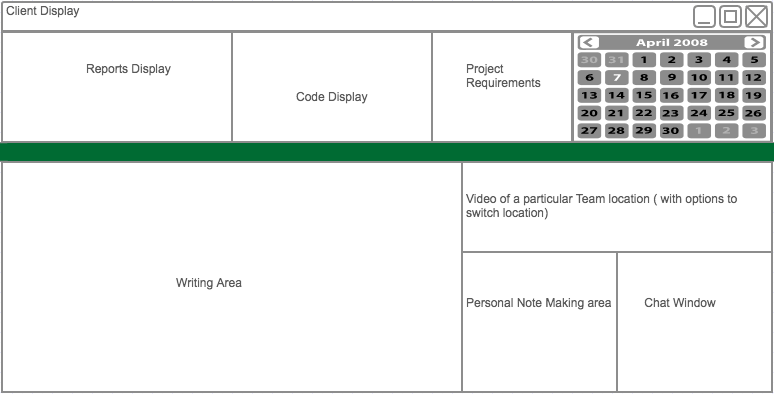 Client Display
Reports Display
Code Display
Project
Requirements
April 2008
30 31 1 2 3 4 5
6 7 8 9 10 11 12
13 14 15 16 17 18 19
20 21 22 23 24 25 26
27 28 29 30 1 2 3
Video of a particular Team location ( with options to
switch location)
Writing Area
Personal Note Making area
Chat Window